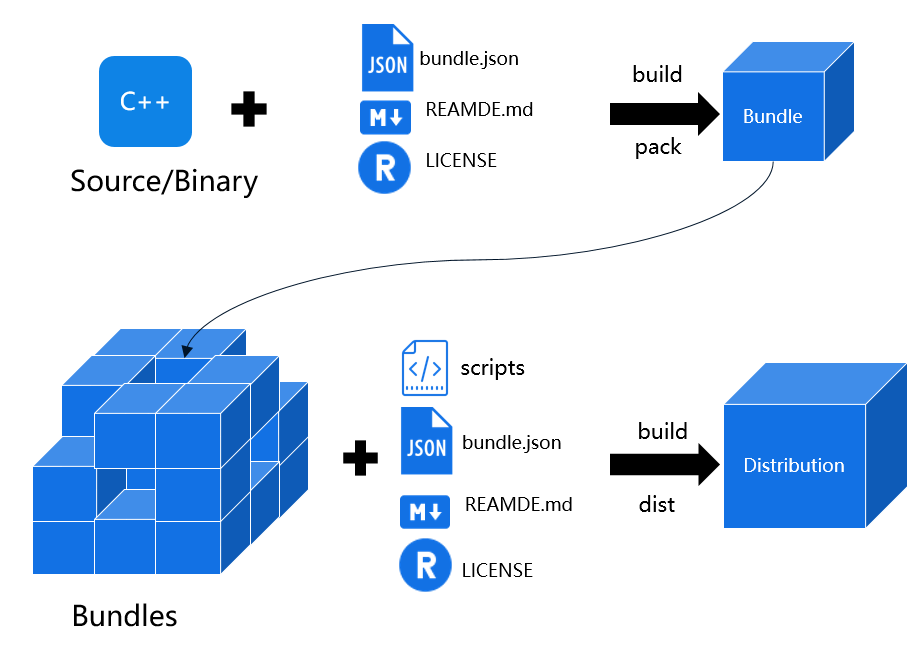 C++
Source/Binary
JSON
bundle.json
M
REAMDE.md
R
LICENSE
build
pack
Bundle
Bundles
</>
scripts
JSON
bundle.json
M
REAMDE.md
R
LICENSE
build
dist
Distribution